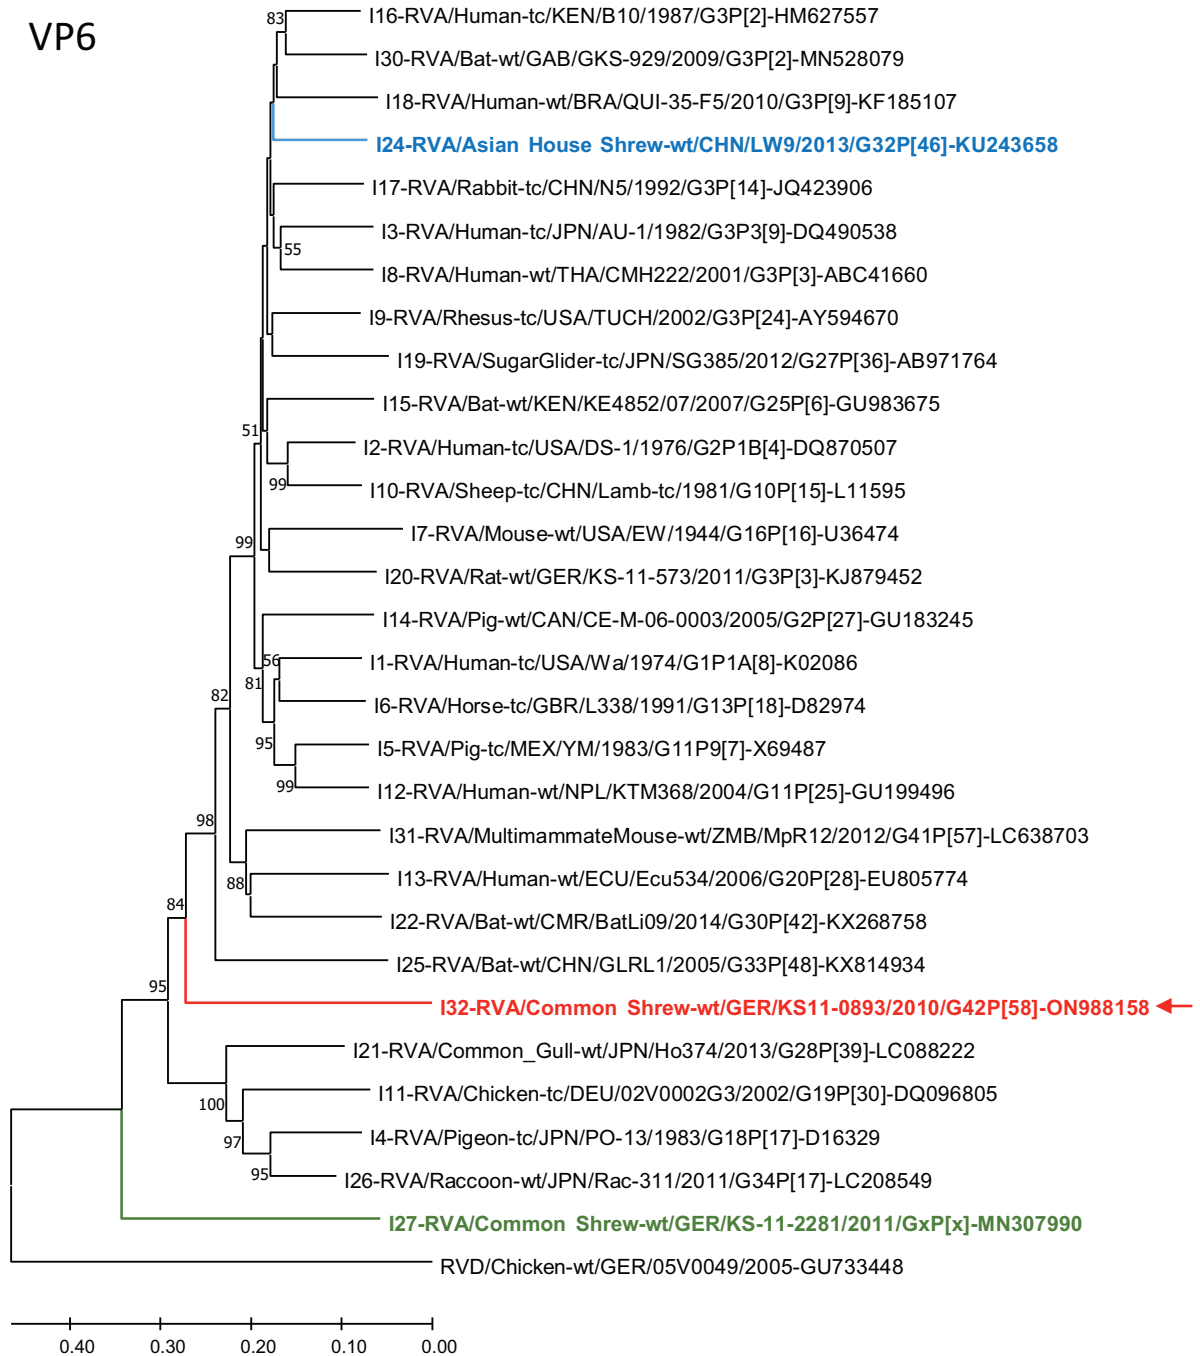 VP6
83
I16-RVA/Human-tc/KEN/B10/1987/G3P[2]-HM627557
I30-RVA/Bat-wt/GAB/GKS-929/2009/G3P[2]-MN528079
I18-RVA/Human-wt/BRA/QUI-35-F5/2010/G3P[9]-KF185107
I24-RVA/Asian House Shrew-wt/CHN/LW9/2013/G32P[46]-KU243658
I17-RVA/Rabbit-tc/CHN/N5/1992/G3P[14]-JQ423906
I3-RVA/Human-tc/JPN/AU-1/1982/G3P3[9]-DQ490538
55
I8-RVA/Human-wt/THA/CMH222/2001/G3P[3]-ABC41660
I9-RVA/Rhesus-tc/USA/TUCH/2002/G3P[24]-AY594670
I19-RVA/SugarGlider-tc/JPN/SG385/2012/G27P[36]-AB971764
I15-RVA/Bat-wt/KEN/KE4852/07/2007/G25P[6]-GU983675
51
I2-RVA/Human-tc/USA/DS-1/1976/G2P1B[4]-DQ870507
99
I10-RVA/Sheep-tc/CHN/Lamb-tc/1981/G10P[15]-L11595
I7-RVA/Mouse-wt/USA/EW/1944/G16P[16]-U36474
99
I20-RVA/Rat-wt/GER/KS-11-573/2011/G3P[3]-KJ879452
I14-RVA/Pig-wt/CAN/CE-M-06-0003/2005/G2P[27]-GU183245
56
I1-RVA/Human-tc/USA/Wa/1974/G1P1A[8]-K02086
81
82
I6-RVA/Horse-tc/GBR/L338/1991/G13P[18]-D82974
95
I5-RVA/Pig-tc/MEX/YM/1983/G11P9[7]-X69487
99
I12-RVA/Human-wt/NPL/KTM368/2004/G11P[25]-GU199496
98
I31-RVA/MultimammateMouse-wt/ZMB/MpR12/2012/G41P[57]-LC638703
88
I13-RVA/Human-wt/ECU/Ecu534/2006/G20P[28]-EU805774
84
I22-RVA/Bat-wt/CMR/BatLi09/2014/G30P[42]-KX268758
I25-RVA/Bat-wt/CHN/GLRL1/2005/G33P[48]-KX814934
95
I32-RVA/Common Shrew-wt/GER/KS11-0893/2010/G42P[58]-ON988158
I21-RVA/Common_Gull-wt/JPN/Ho374/2013/G28P[39]-LC088222
100
I11-RVA/Chicken-tc/DEU/02V0002G3/2002/G19P[30]-DQ096805
97
I4-RVA/Pigeon-tc/JPN/PO-13/1983/G18P[17]-D16329
95
I26-RVA/Raccoon-wt/JPN/Rac-311/2011/G34P[17]-LC208549
I27-RVA/Common Shrew-wt/GER/KS-11-2281/2011/GxP[x]-MN307990
RVD/Chicken-wt/GER/05V0049/2005-GU733448
0.40 0.30 0.20 0.10 0.00